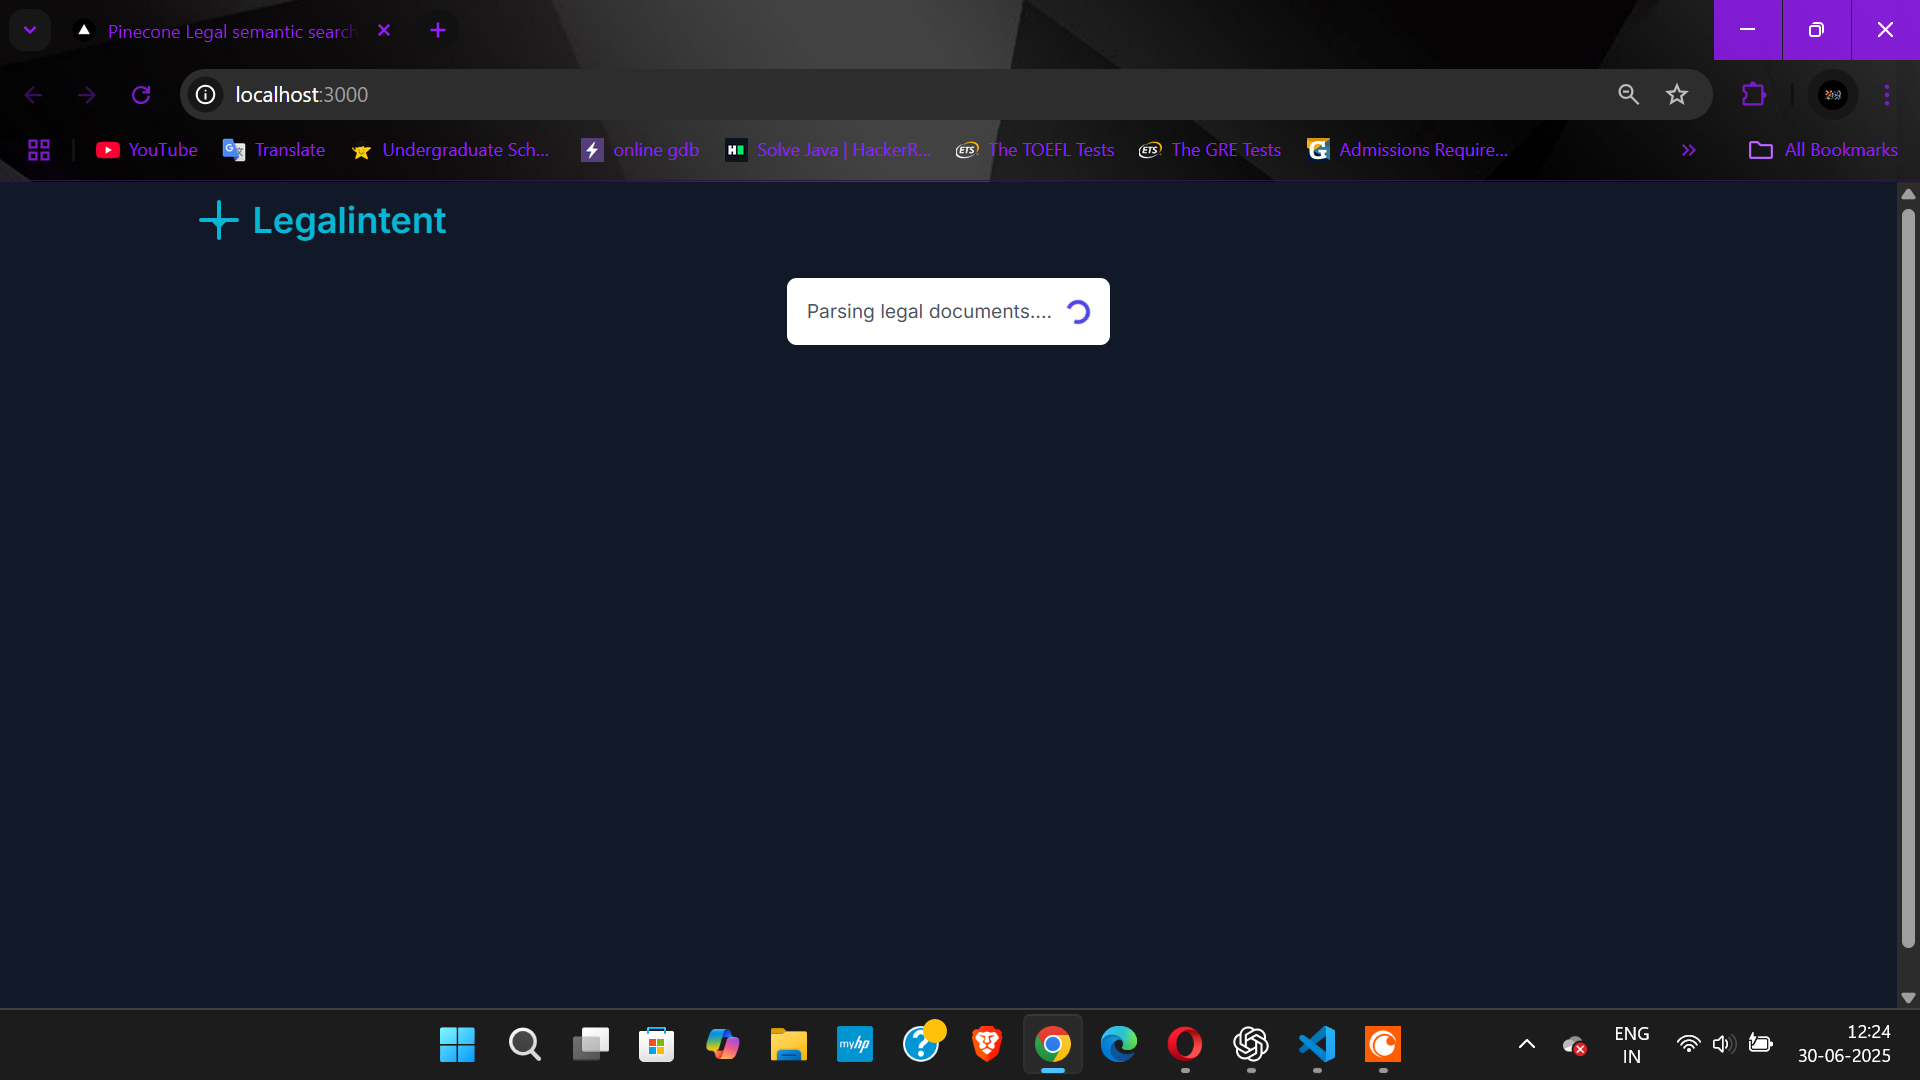 Pinecone Legal semantic search
localhost:3000
YouTube
Translate
Undergraduate Sch...
online gdb
Solve Java | HackerR...
The TOEFL Tests
The GRE Tests
Admissions Require...
All Bookmarks
Legalintent
Parsing legal documents....
ENG
IN
12:24
30-06-2025